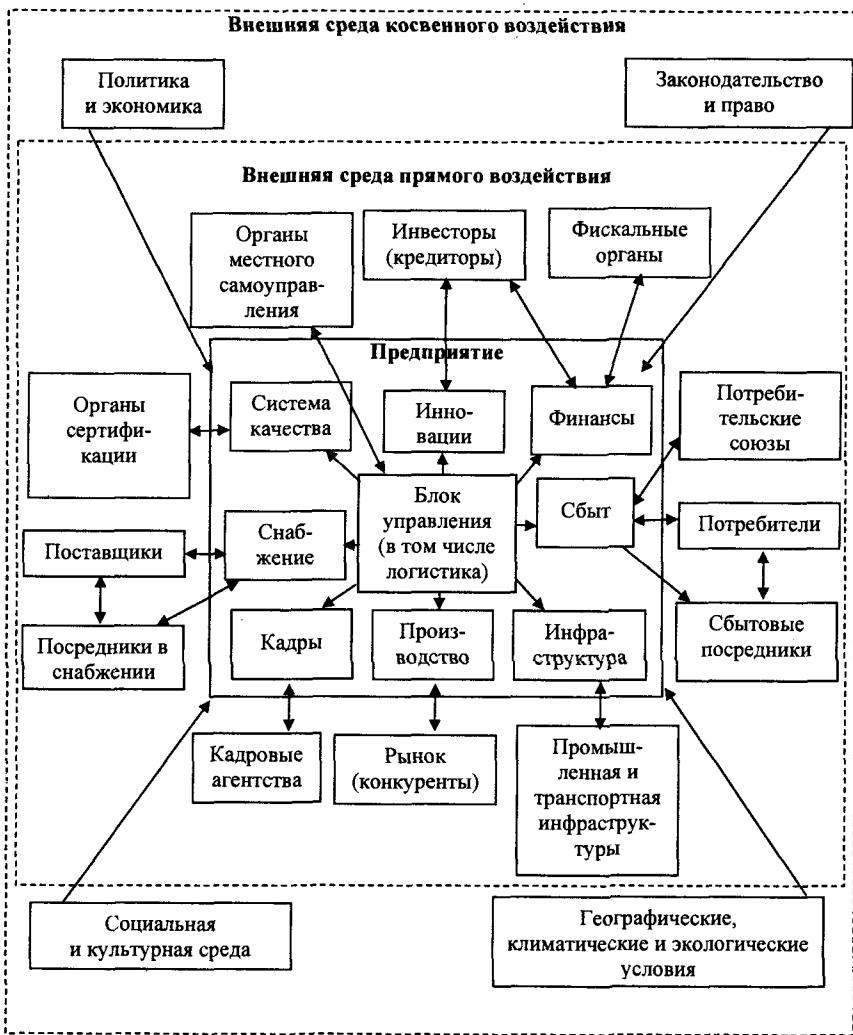 Внешняя среда косвенного воздействия
Политика
и экономика
Законодательство
и право
Внешняя среда прямого воздействия
Органы
местного
самоуправ-
ления
Инвесторы
(кредиторы)
Фискальные
органы
Предприятие
Органы
сертифи-
кации
Система
качества
Инно-
вации
Финансы
Потреби-
тельские
союзы
Поставщики
Снаб-
жение
Блок
управления
(в том числе
логистика)
Сбыт
Потребители
Посредники в
снабжении
Кадры
Произ-
водство
Инфра-
структура
Сбытовые
посредники
Кадровые
агентства
Рынок
(конкуренты)
Промыш-
ленная и
транспортная
инфраструк-
туры
Социальная
и культурная среда
Географические,
климатические и экологические
условия